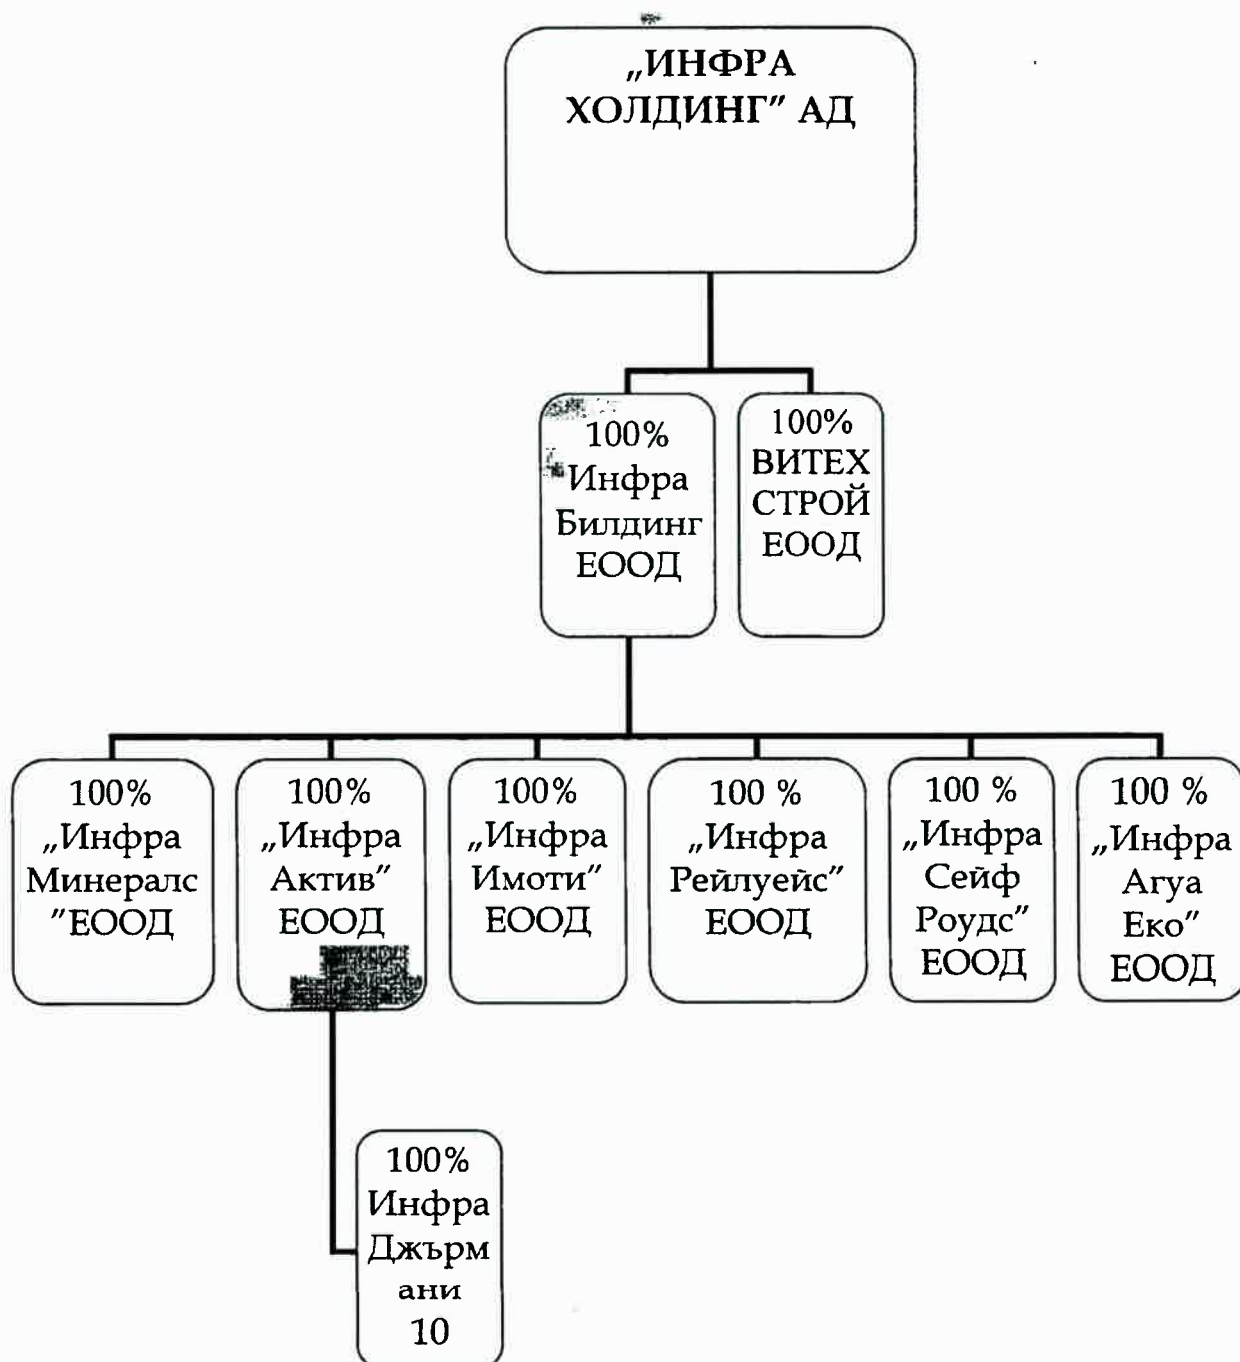 „ИНФРА
ХОЛДИНГ” АД
100%
Инфра
Билдинг
ЕООД
100%
ВИТЕХ
СТРОЙ
ЕООД
100%
„Инфра
Минералс
”ЕООД
100%
„Инфра
Актив”
ЕООД
100%
„Инфра
Имоти”
ЕООД
100 %
„Инфра
Рейлуейс”
ЕООД
100 %
„Инфра
Сейф
Роудс”
ЕООД
100 %
„Инфра
Агуа
Еко”
ЕООД
100%
Инфра
Джърм
ани
10